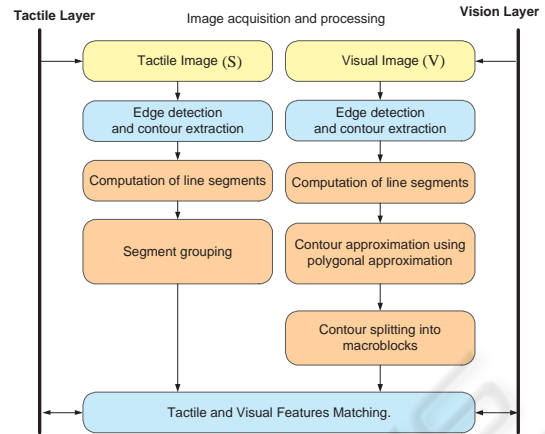 Tactile Layer
Image acquisition and processing
Vision Layer
Tactile Image (S)
Visual Image (V)
Edge detection
and contour extraction
Edge detection
and contour extraction
Computation of line segments
Computation of line segments
Segment grouping
Contour approximation using
polygonal approximation
Contour splitting into
macroblocks
Tactile and Visual Features Matching.